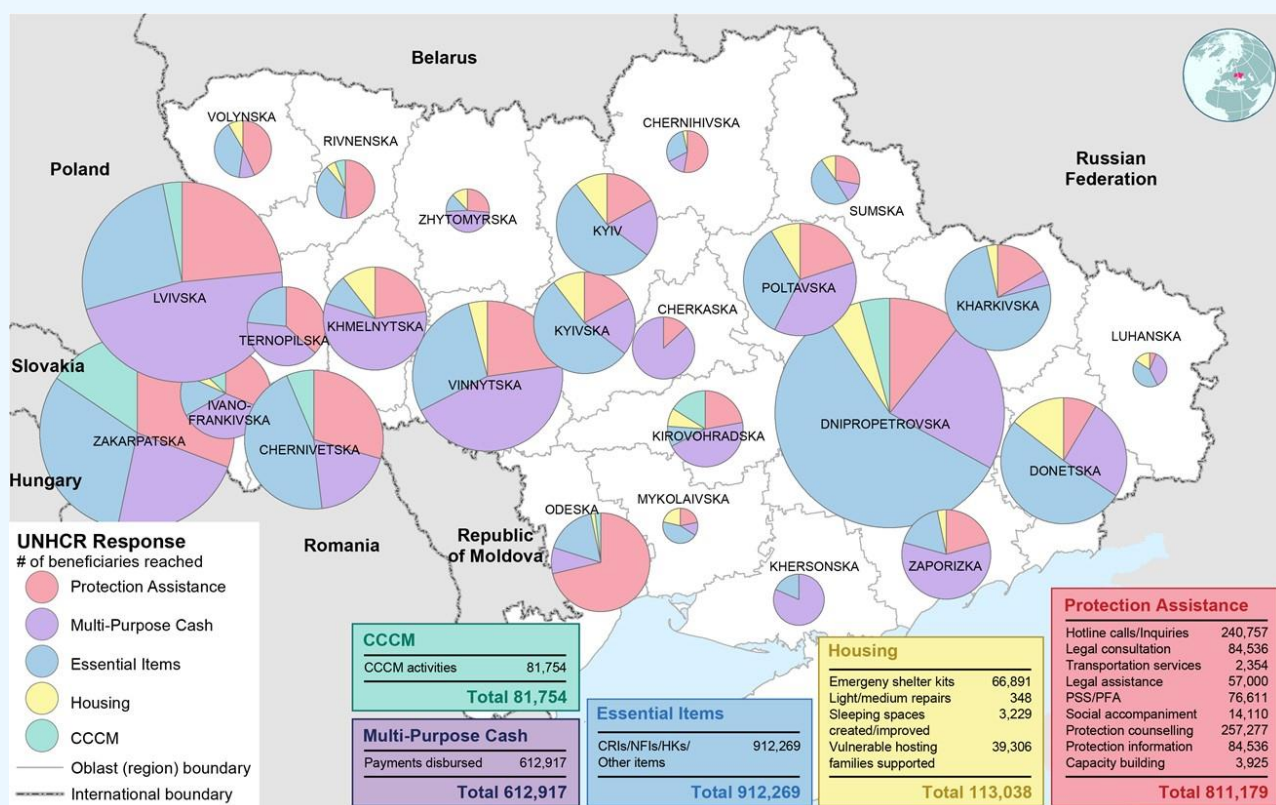 Belarus
Poland
Russian
Federation
Slovakia
Hungary
Romania
Republic
of Moldova
VOLYNSKA
RIVNENSKA
ZHYTOMYRSKA
CHERNIHIVSKA
SUMSKA
KYIV
LVIVSKA
TERNOPILSKA
KHMELNYTSKA
KYIVSKA
CHERKASKA
POLTAVSKA
KHARKIVSKA
LUHANSKA
VINNYTSKA
IVANO-
FRANKIVSKA
ZAKARPATSKA
CHERNIVETSKA
KIROVOHRADSKA
DNIPROPETROVSKA
DONETSKA
ODESKA
MYKOLAIVSKA
KHERSONSKA
ZAPORIZKA
UNHCR Response
# of beneficiaries reached
Protection Assistance
Multi-Purpose Cash
Essential Items
Housing
CCCM
Oblast (region) boundary
International boundary
CCCM
CCCM activities 81,754
Total 81,754
Multi-Purpose Cash
Payments disbursed 612,917
Total 612,917
Essential Items
CRIs/NFIs/HKs/ 912,269
Other items
Total 912,269
Housing
Emergeny shelter kits 66,891
Light/medium repairs 348
Sleeping spaces 3,229
created/improved
Vulnerable hosting 39,306
families supported
Total 113,038
Protection Assistance
Hotline calls/Inquiries 240,757
Legal consultation 84,536
Transportation services 2,354
Legal assistance 57,000
PSS/PFA 76,611
Social accompaniment 14,110
Protection counselling 257,277
Protection information 84,536
Capacity building 3,925
Total 811,179